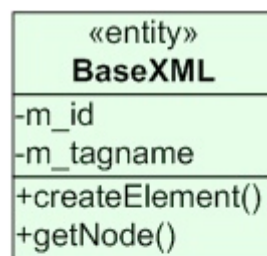 «entity»
BaseXML
-m_id
-m_tagname
+createElement()
+getNode()